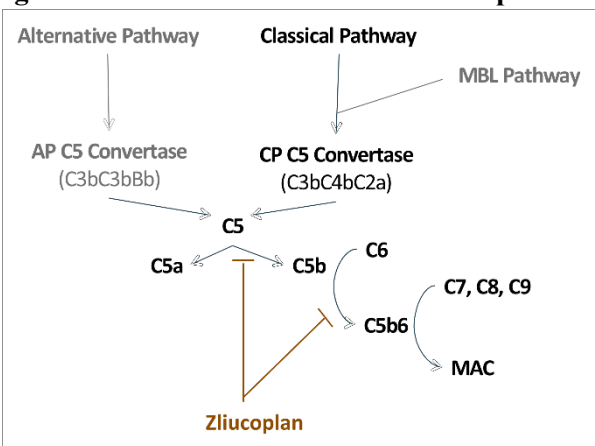 Alternative Pathway
Classical Pathway
MBL Pathway
AP C5 Convertase
(C3bC3bBb)
CP C5 Convertase
(C3bC4bC2a)
C5
C5a
C5b
C6
C7, C8, C9
C5b6
MAC
Zliucoplan